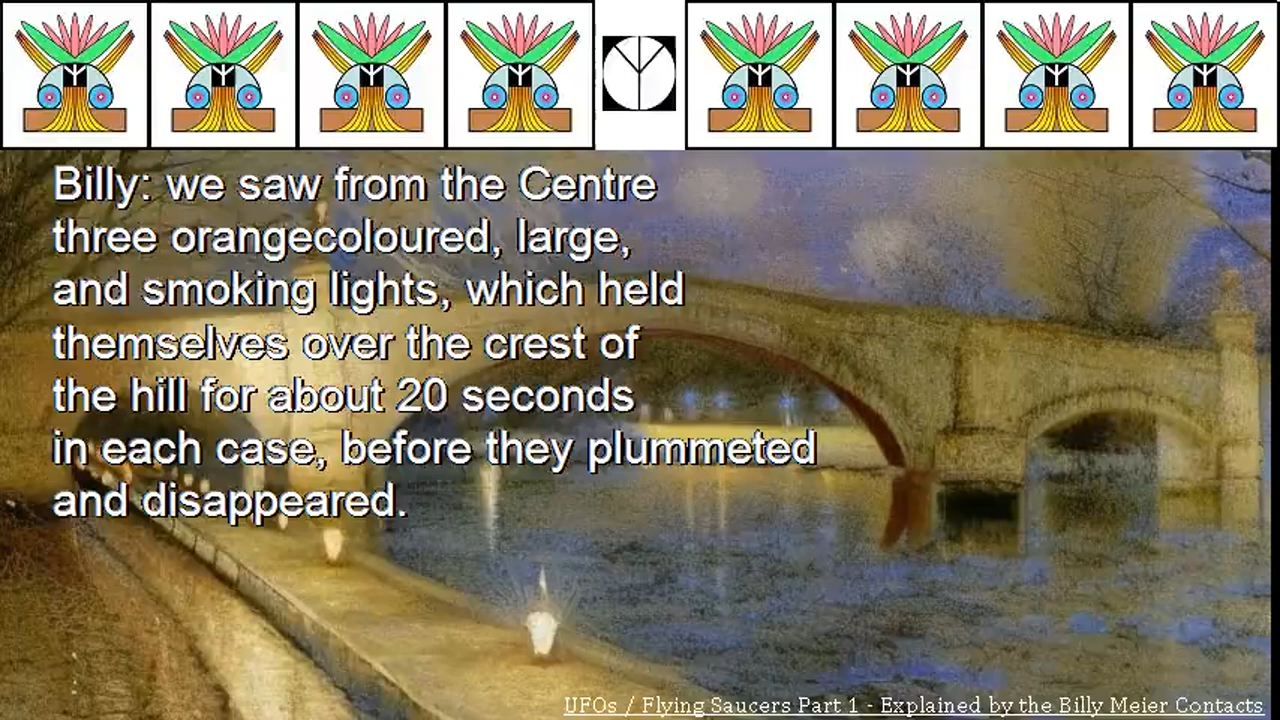 Billy: we saw from the Centre
three orangecoloured, large,
and smoking lights, which held
themselves over the crest of
the hill for about 20 seconds
in each case, before they plummeted
and disappeared.
UFOs / Flying Saucers Part 1 - Explained by the Billy Meier Contacts